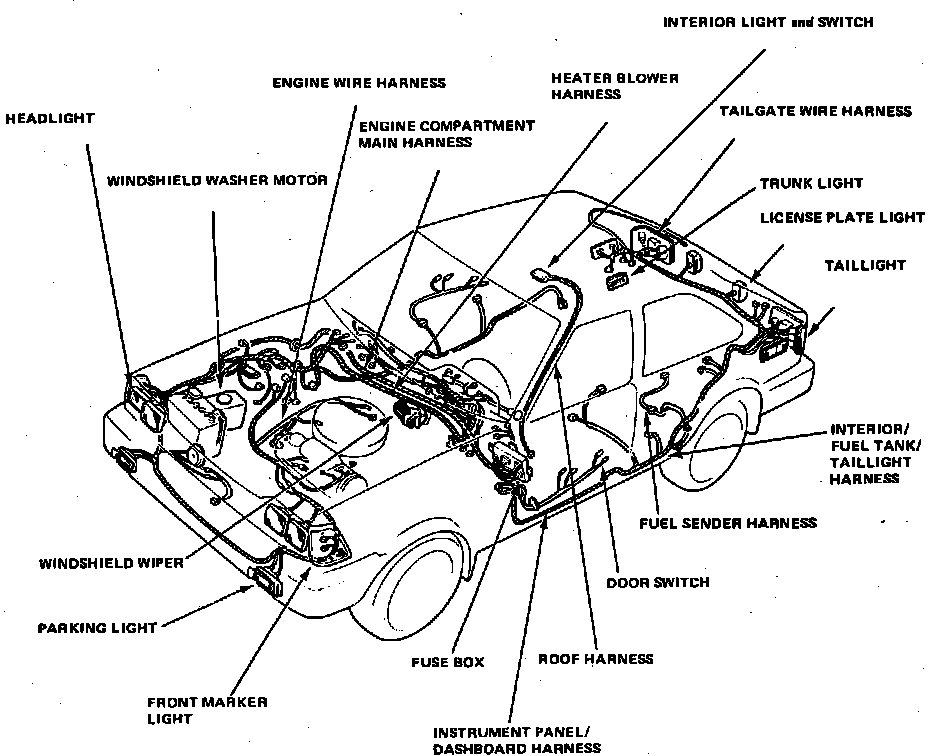 INTERIOR LIGHT and SWITCH
ENGINE WIRE HARNESS
HEATER BLOWER
HARNESS
HEADLIGHT
ENGINE COMPARTMENT
MAIN HARNESS
TAILGATE WIRE HARNESS
WINDSHIELD WASHER MOTOR
TRUNK LIGHT
LICENSE PLATE LIGHT
TAILLIGHT
INTERIOR/
FUEL TANK/
TAILLIGHT
HARNESS
FUEL SENDER HARNESS
WINDSHIELD WIPER
DOOR SWITCH
PARKING LIGHT
FUSE BOX
ROOF HARNESS
FRONT MARKER
LIGHT
INSTRUMENT PANEL/
DASHBOARD HARNESS